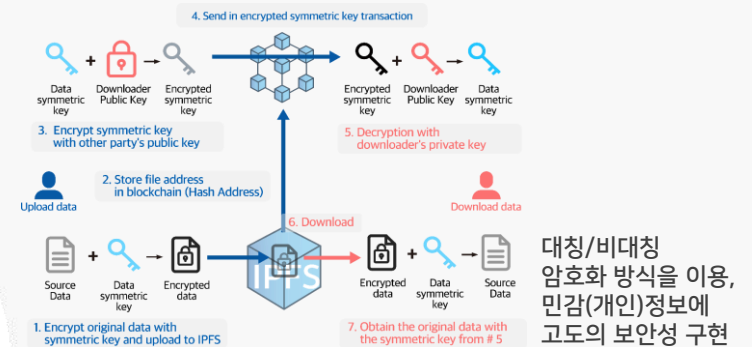 4. Send in encrypted symmetric key transaction
+
+
Data
symmetric
key
Downloader
Public Key
Encrypted
symmetric
key
Encrypted
symmetric
key
Downloader
Public Key
Data
symmetric
key
3. Encrypt symmetric key
with other party's public key
5. Decryption with
downloader's private key
2. Store file address
in blockchain (Hash Address)
Upload data
Download data
6. Download
+
+
IPFS
Source
Data
Data
symmetric
key
Encrypted
data
Encrypted
data
Data
symmetric
key
Source
Data
1. Encrypt original data with
symmetric key and upload to IPFS
7. Obtain the original data with
the symmetric key from # 5
대칭/비대칭
암호화 방식을 이용,
민감(개인)정보에
고도의 보안성 구현